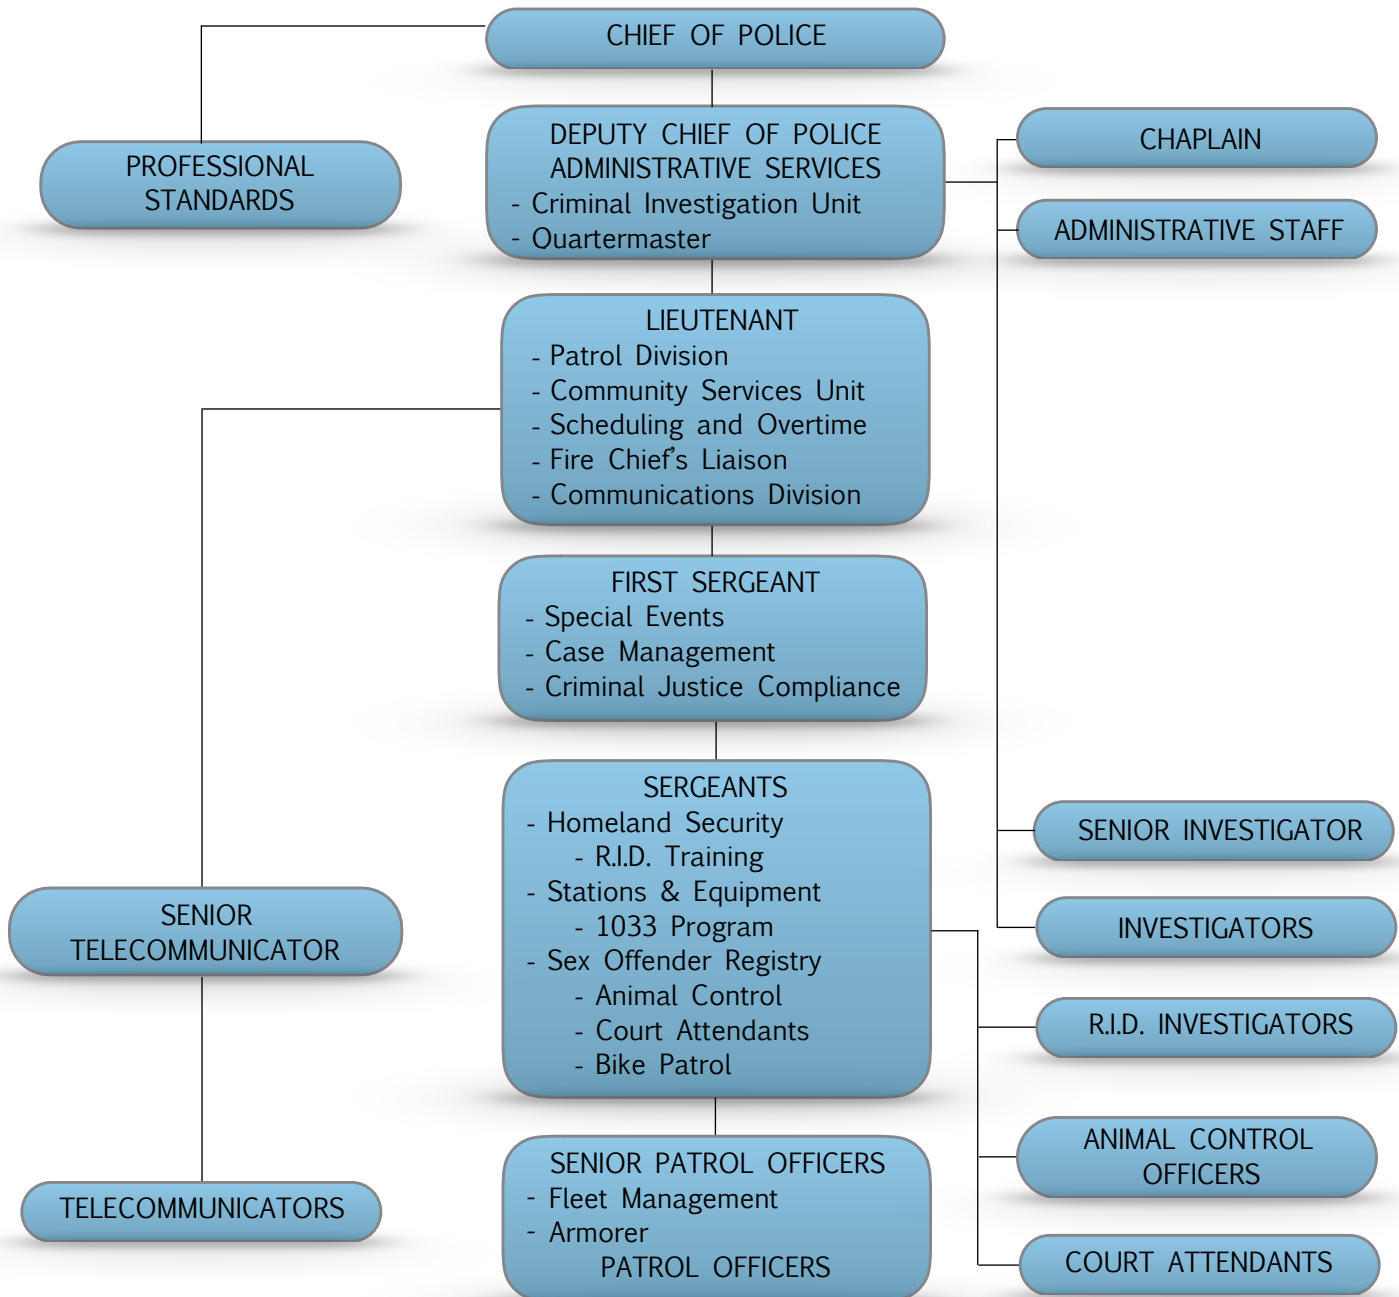 CHIEF OF POLICE
PROFESSIONAL
STANDARDS
DEPUTY CHIEF OF POLICE
ADMINISTRATIVE SERVICES
- Criminal Investigation Unit
- Quartermaster
CHAPLAIN
ADMINISTRATIVE STAFF
LIEUTENANT
- Patrol Division
- Community Services Unit
- Scheduling and Overtime
- Fire Chief's Liaison
- Communications Division
FIRST SERGEANT
- Special Events
- Case Management
- Criminal Justice Compliance
SERGEANTS
- Homeland Security
- R.I.D. Training
- Stations & Equipment
- 1033 Program
- Sex Offender Registry
- Animal Control
- Court Attendants
- Bike Patrol
SENIOR INVESTIGATOR
INVESTIGATORS
R.I.D. INVESTIGATORS
ANIMAL CONTROL
OFFICERS
COURT ATTENDANTS
SENIOR
TELECOMMUNICATOR
TELECOMMUNICATORS
SENIOR PATROL OFFICERS
- Fleet Management
- Armorer
PATROL OFFICERS